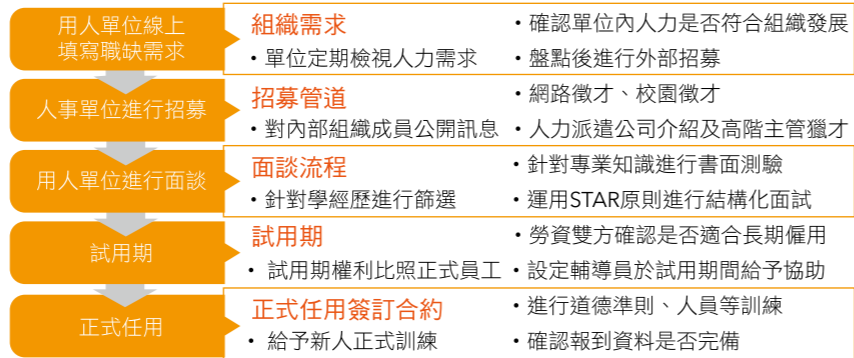 用人單位線上
填寫職缺需求
組織需求
• 單位定期檢視人力需求
• 確認單位內人力是否符合組織發展
• 盤點後進行外部招募
人事單位進行招募
招募管道
• 對內部組織成員公開訊息
• 網路徵才、校園徵才
• 人力派遣公司介紹及高階主管獵才
用人單位進行面談
面談流程
• 針對學經歷進行篩選
• 針對專業知識進行書面測驗
• 運用STAR原則進行結構化面試
試用期
試用期
• 試用期權利比照正式員工
• 勞資雙方確認是否適合長期僱用
• 設定輔導員於試用期間給予協助
正式任用
正式任用簽訂合約
• 給予新人正式訓練
• 進行道德準則、人員等訓練
• 確認報到資料是否完備